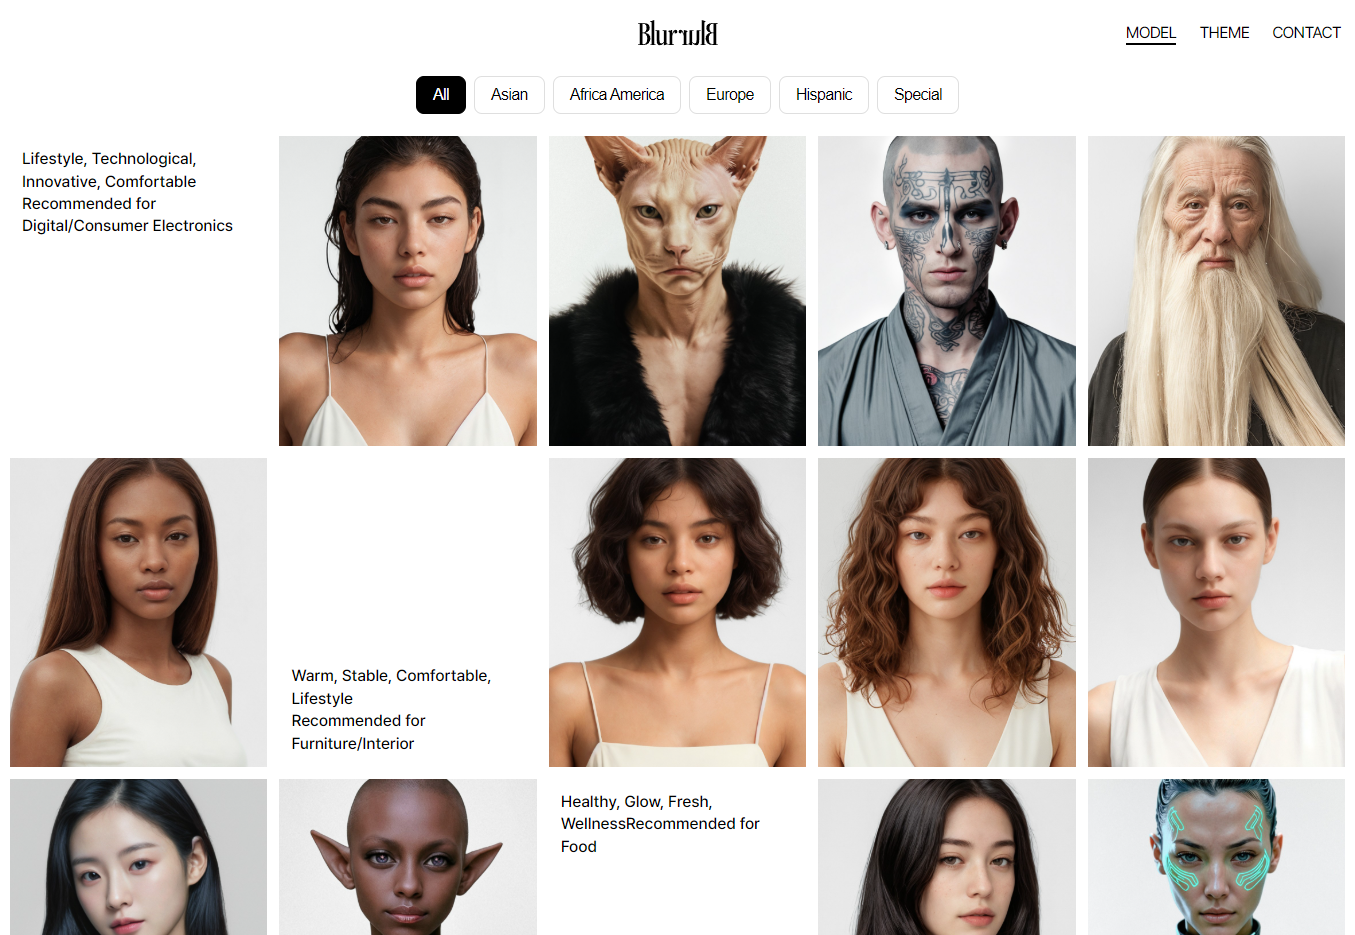 Blurrulb
MODEL THEME CONTACT
All Asian Africa America Europe Hispanic Special
Lifestyle, Technological,
Innovative, Comfortable
Recommended for
Digital/Consumer Electronics
Warm, Stable, Comfortable,
Lifestyle
Recommended for
Furniture/Interior
Healthy, Glow, Fresh,
WellnessRecommended for
Food